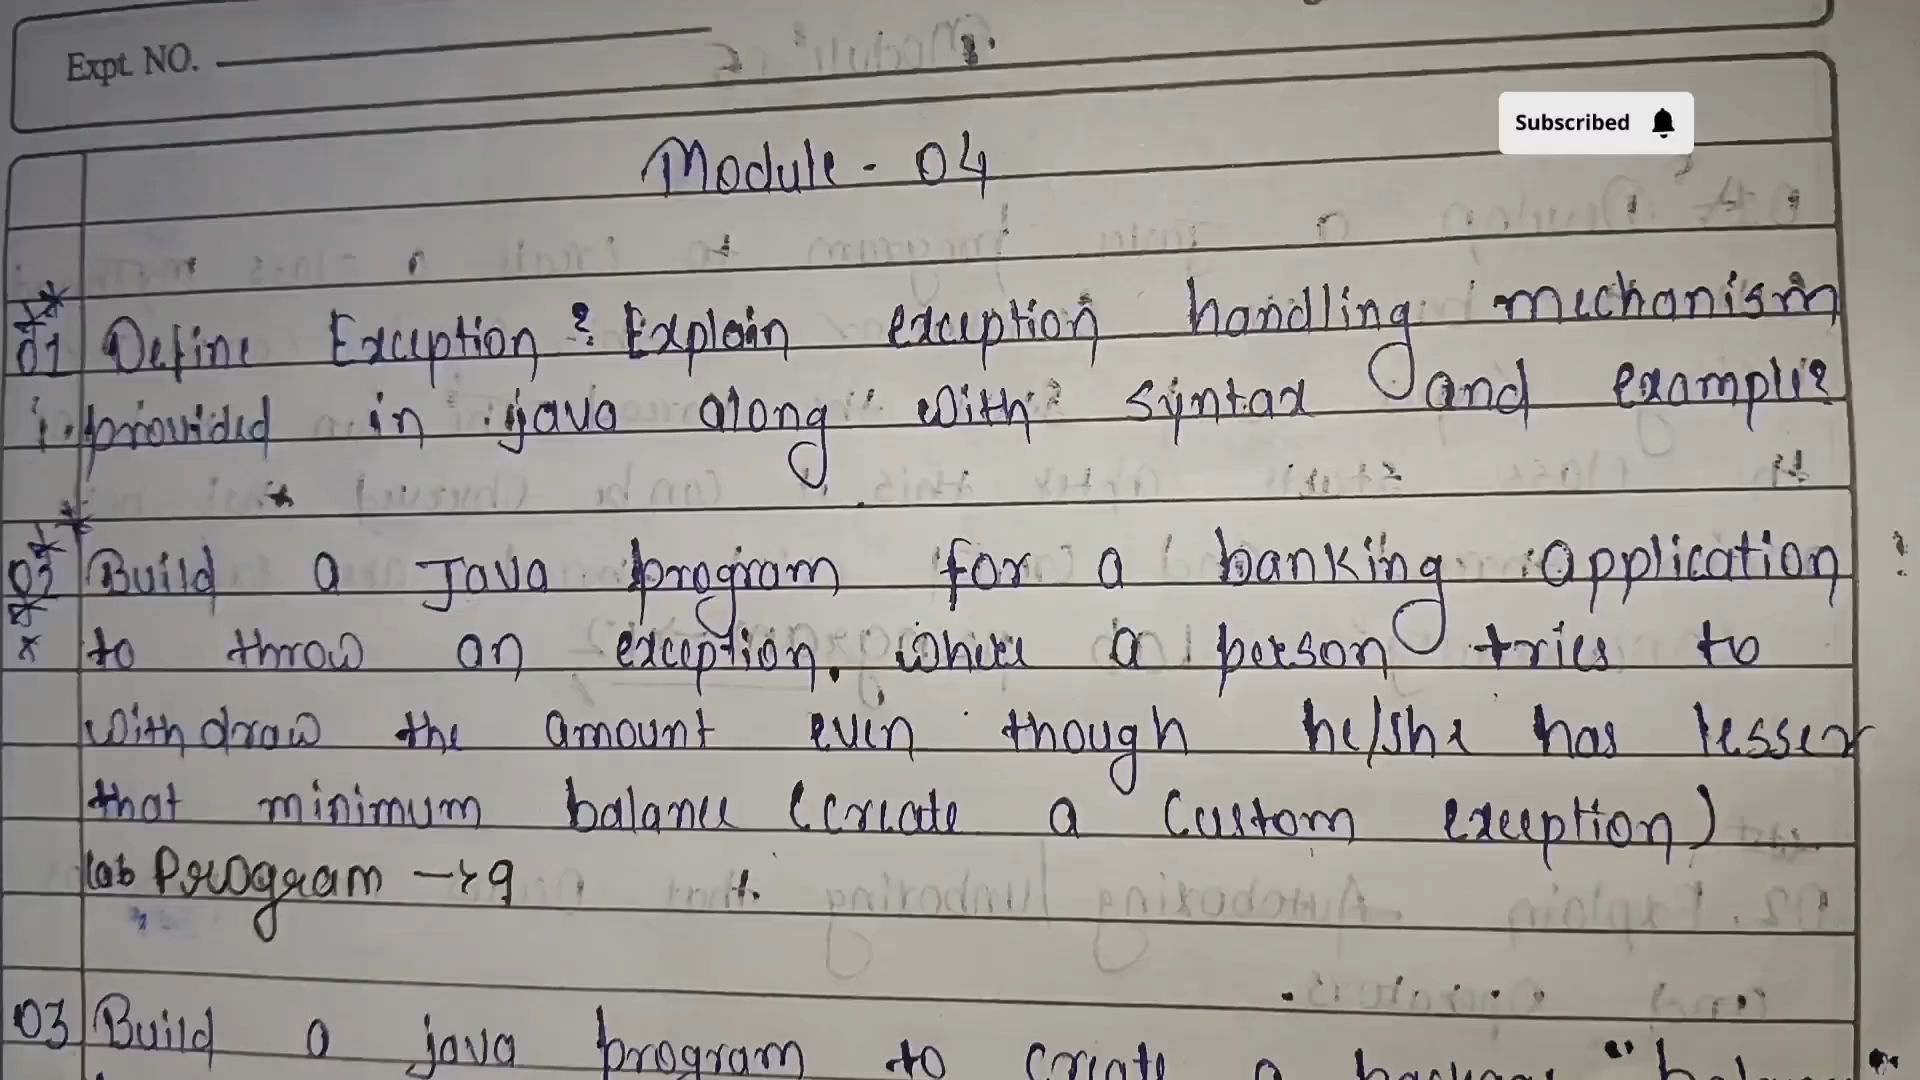 Expt. NO.
Subscribed
Module - 04
01 Define Exception? Explain exception handling mechanism
provided in java along with syntax and example?
02 Build a Java program for a banking application
to throw an exception. where a person tries to
withdraw the amount even though he/she has lesser
that minimum balance (create a Custom exception)
lab Program → 9
03 Build a java program to create a package "balance